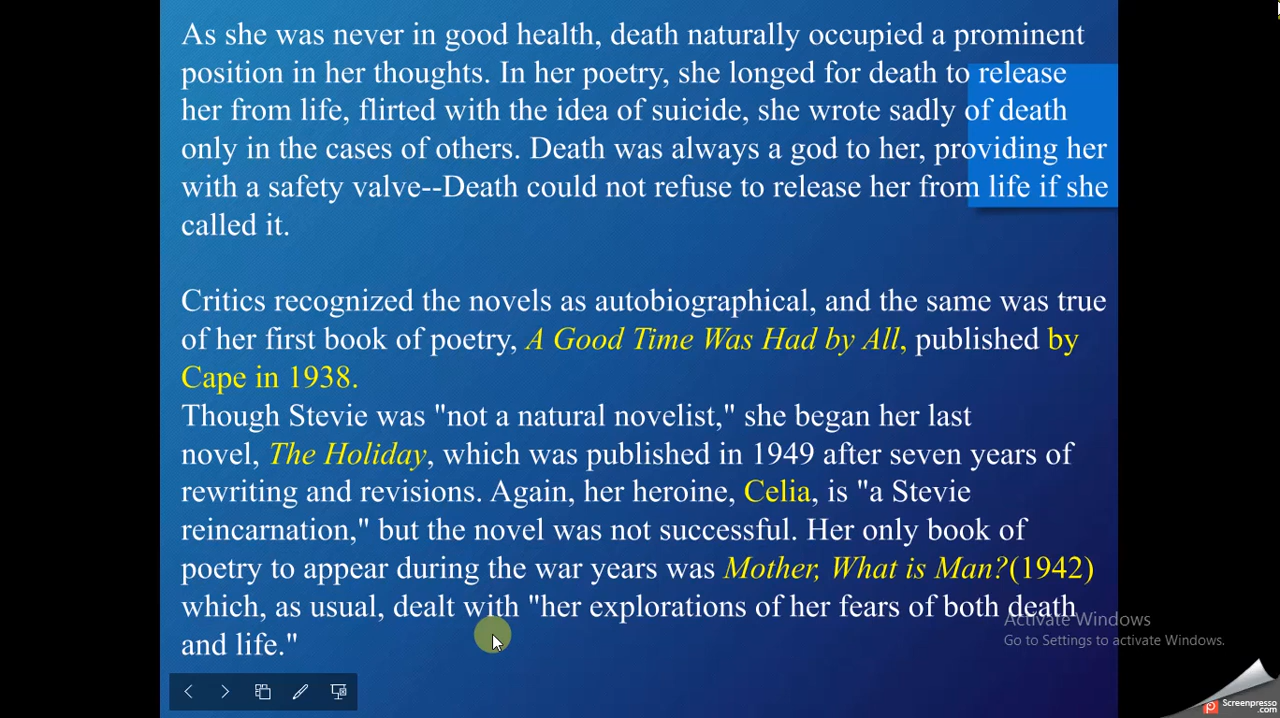 As she was never in good health, death naturally occupied a prominent
position in her thoughts. In her poetry, she longed for death to release
her from life, flirted with the idea of suicide, she wrote sadly of death
only in the cases of others. Death was always a god to her, providing her
with a safety valve--Death could not refuse to release her from life if she
called it.
Critics recognized the novels as autobiographical, and the same was true
of her first book of poetry, A Good Time Was Had by All, published by
Cape in 1938.
Though Stevie was "not a natural novelist," she began her last
novel, The Holiday, which was published in 1949 after seven years of
rewriting and revisions. Again, her heroine, Celia, is "a Stevie
reincarnation," but the novel was not successful. Her only book of
poetry to appear during the war years was Mother, What is Man?(1942)
which, as usual, dealt with "her explorations of her fears of both death
and life."
Activate Windows
Go to Settings to activate Windows.
Screenpresso
.com